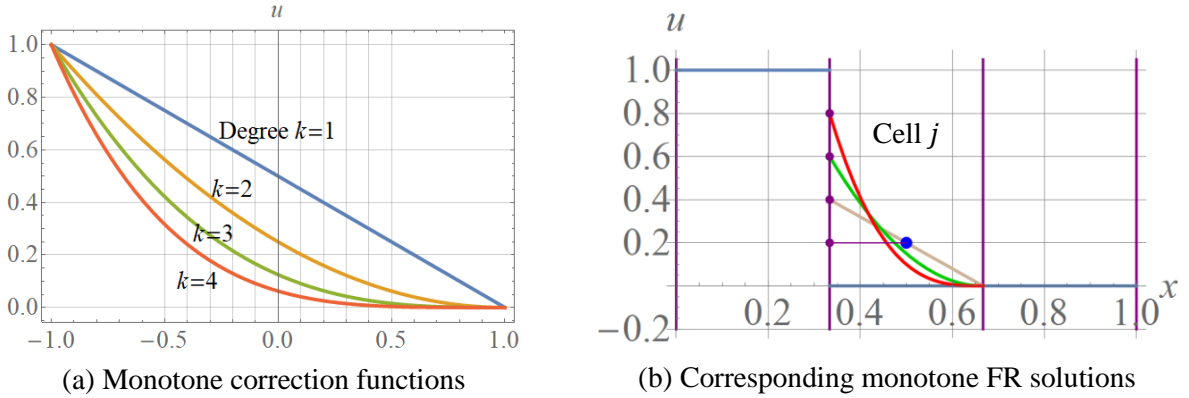 u
1.0
0.8
0.6
0.4
0.2
0.0
Degree k=1
k=2
k=3
k=4
−1.0 −0.5 0.0 0.5 1.0
(a) Monotone correction functions
u
1.0
0.8
0.6
0.4
0.2
−0.2
Cell j
0.2 0.4 0.6 0.8 1.0 x
(b) Corresponding monotone FR solutions